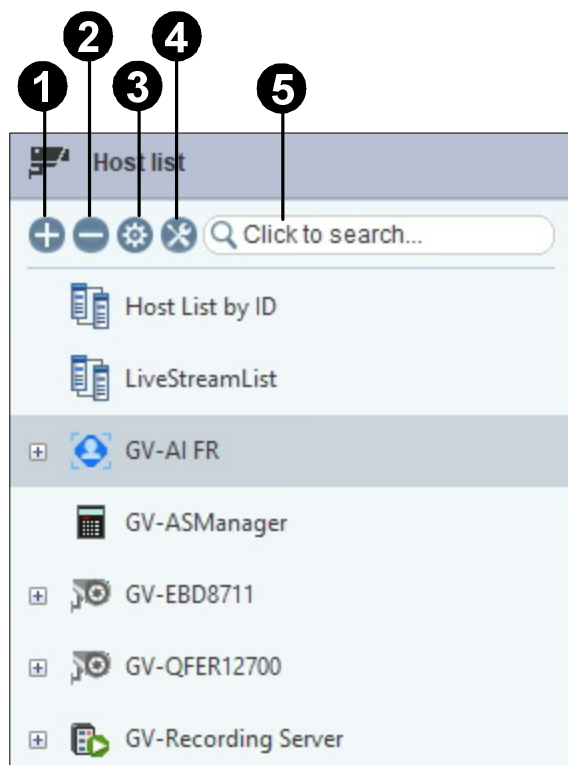 1 2 3 4 5
Host list
Click to search...
Host List by ID
LiveStreamList
GV-AI FR
GV-ASManager
GV-EBD8711
GV-QFER12700
GV-Recording Server